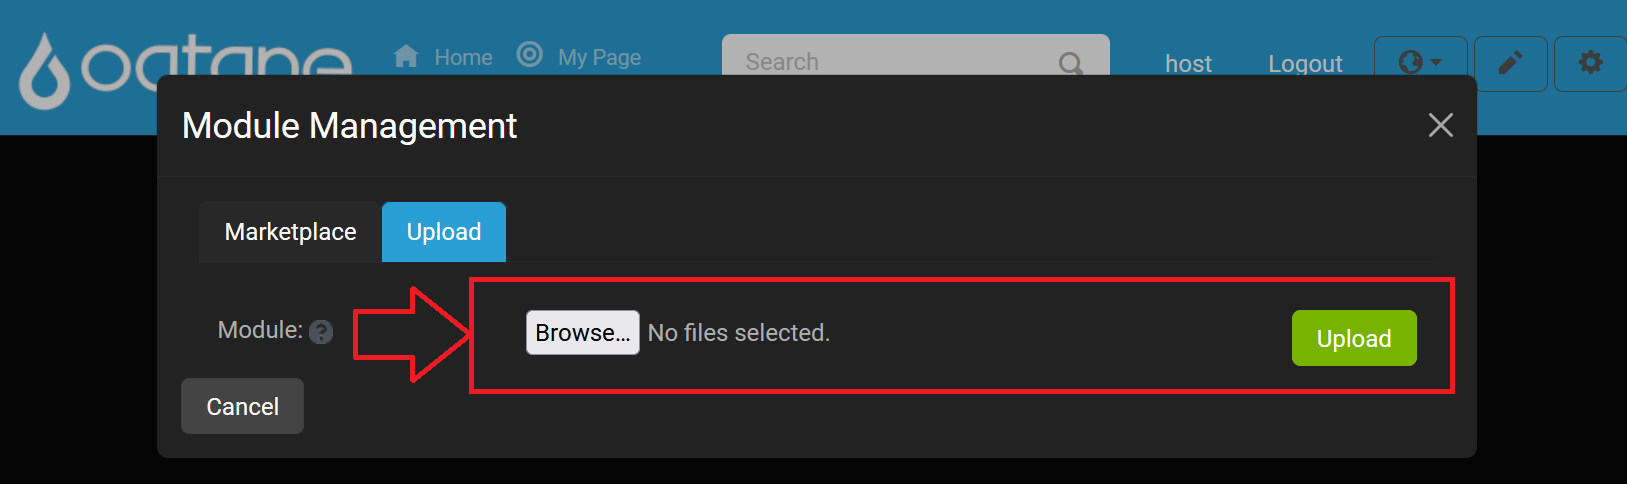 oqtane
Home
My Page
Search
host
Logout
Module Management
Marketplace
Upload
Module: ?
Browse...
No files selected.
Upload
Cancel